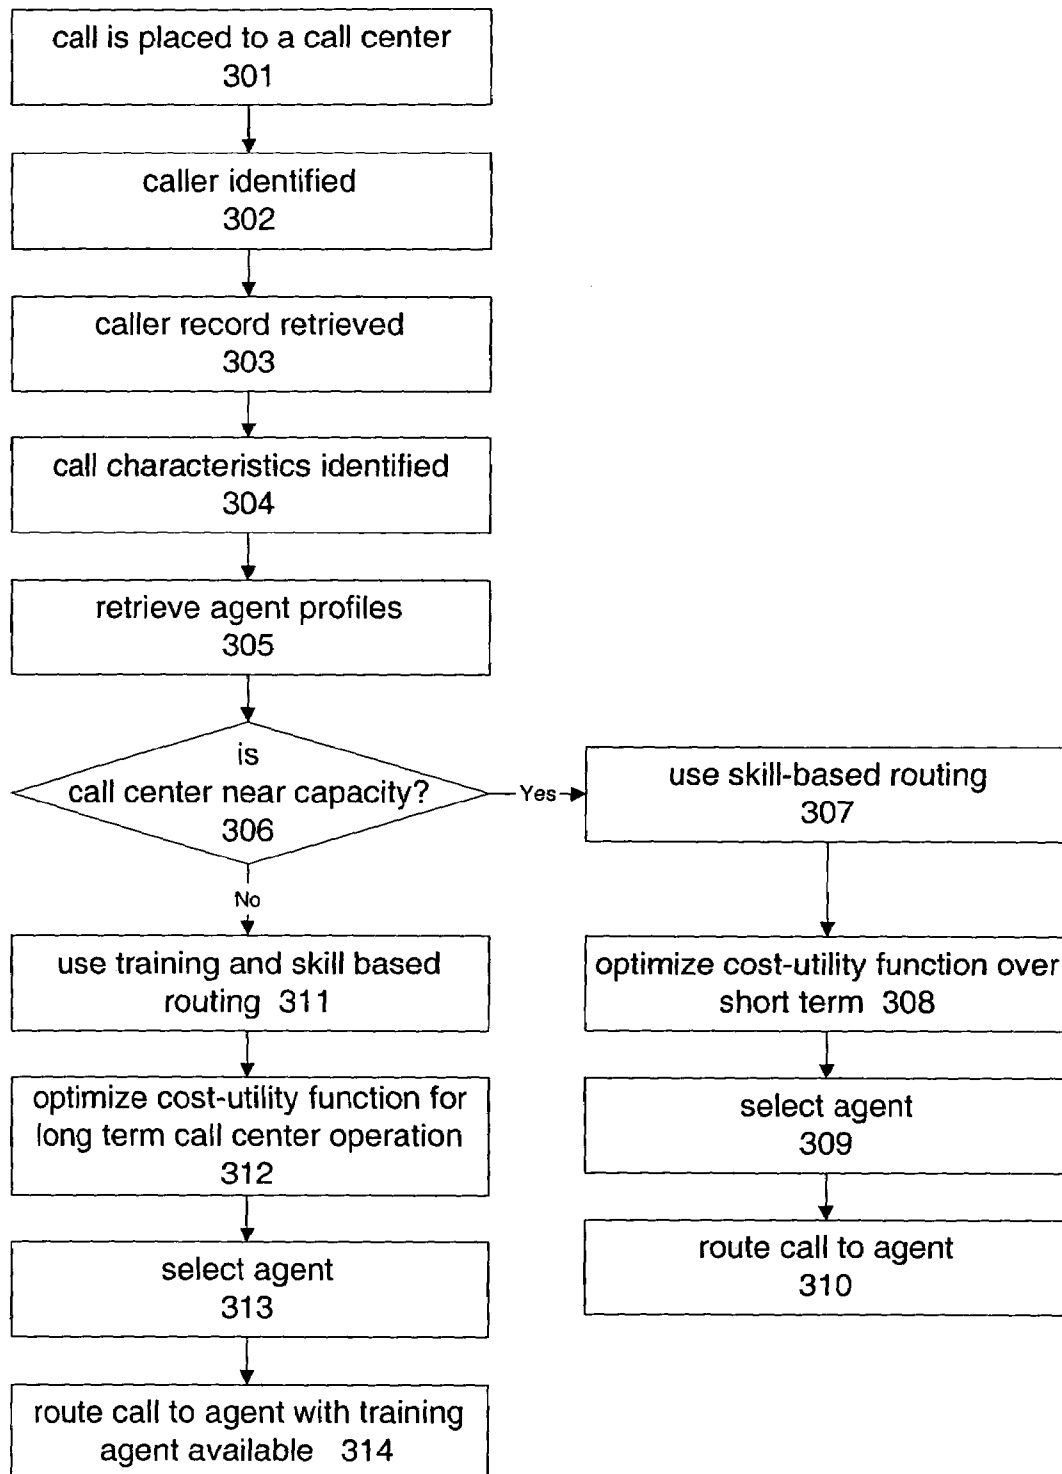 call is placed to a call center
301
caller identified
302
caller record retrieved
303
call characteristics identified
304
retrieve agent profiles
305
is
call center near capacity?
306
Yes
use skill-based routing
307
optimize cost-utility function over
short term 308
select agent
309
route call to agent
310
No
use training and skill based
routing 311
optimize cost-utility function for
long term call center operation
312
select agent
313
route call to agent with training
agent available 314